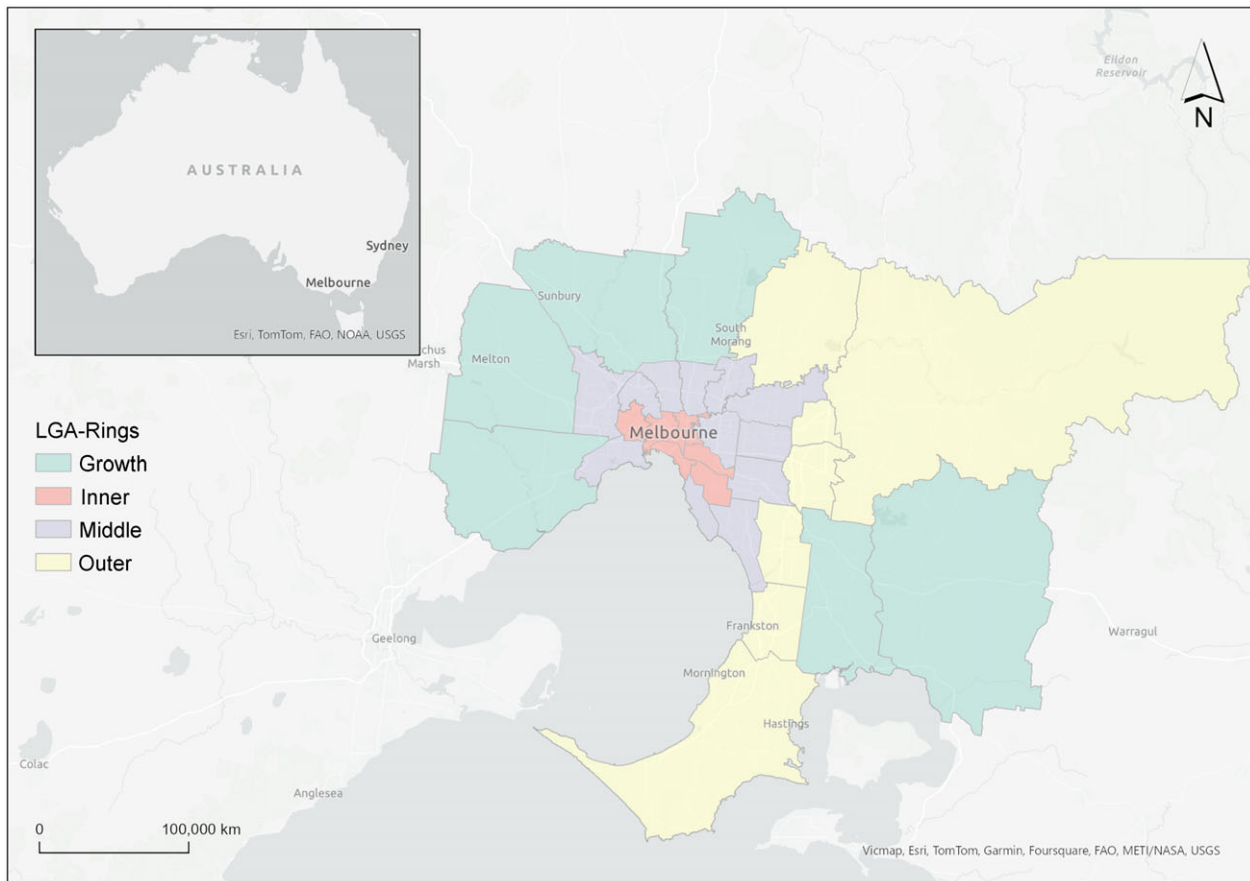 Eildon
Reservoir
N
AUSTRALIA
Sydney
Melbourne
Esri, TomTom, FAO, NOAA, USGS
Sunbury
South
Morang
chus
Marsh
Melton
LGA-Rings
Growth
Inner
Middle
Outer
Melbourne
Frankston
Geelong
Warragul
Mornington
Hastings
Colac
Anglesea
0 100,000 km
Vicmap, Esri, TomTom, Garmin, Foursquare, FAO, METI/NASA, USGS